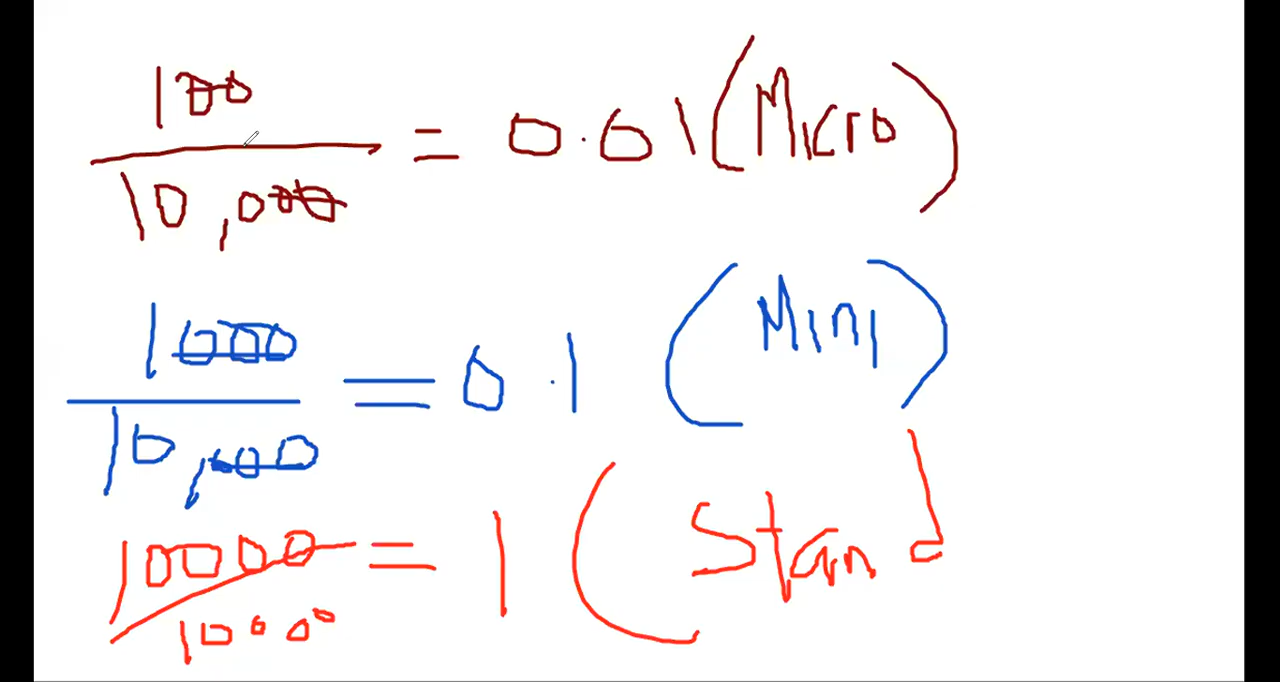 100
10,000
= 0.01 (Micro)
1000
10,000
= 0.1 (Mini)
10000
10000
= 1 (Stand